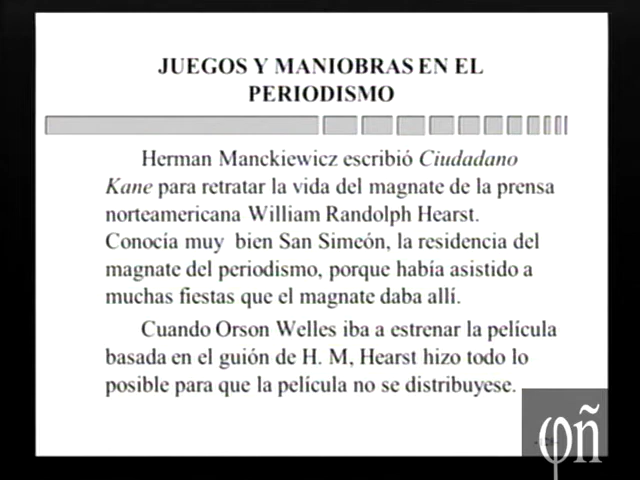 JUEGOS Y MANIOBRAS EN EL
PERIODISMO
Herman Manckiewicz escribió Ciudadano
Kane para retratar la vida del magnate de la prensa
norteamericana William Randolph Hearst.
Conocía muy bien San Simeón, la residencia del
magnate del periodismo, porque había asistido a
muchas fiestas que el magnate daba allí.
Cuando Orson Welles iba a estrenar la película
basada en el guión de H. M, Hearst hizo todo lo
posible para que la película no se distribuyese.
φñ